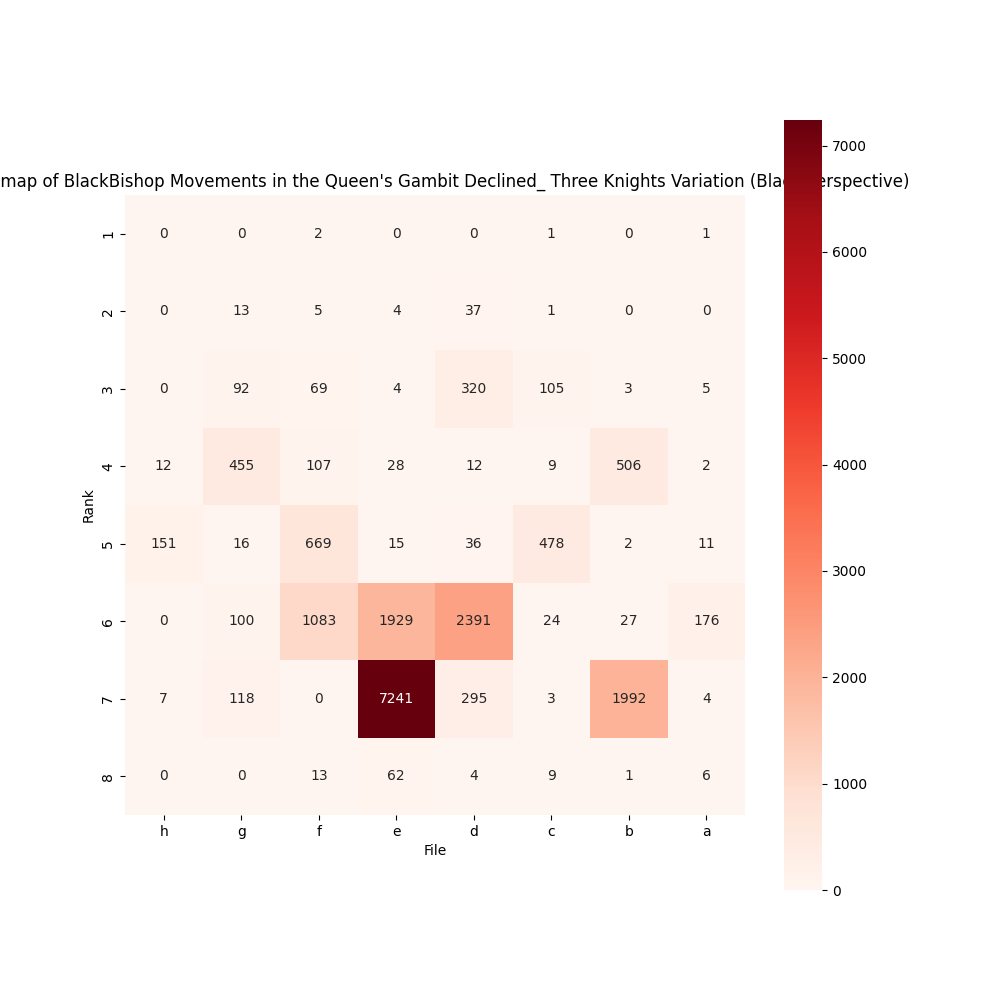 map of BlackBishop Movements in the Queen's Gambit Declined_ Three Knights Variation (Bla erspective)
7000
6000
5000
4000
3000
2000
1000
0
Rank
1 0 0 2 0 0 1 0 1
2 0 13 5 4 37 1 0 0
3 0 92 69 4 320 105 3 5
4 12 455 107 28 12 9 506 2
5 151 16 669 15 36 478 2 11
6 0 100 1083 1929 2391 24 27 176
7 7 118 0 7241 295 3 1992 4
8 0 0 13 62 4 9 1 6
h g f e d c b a
File